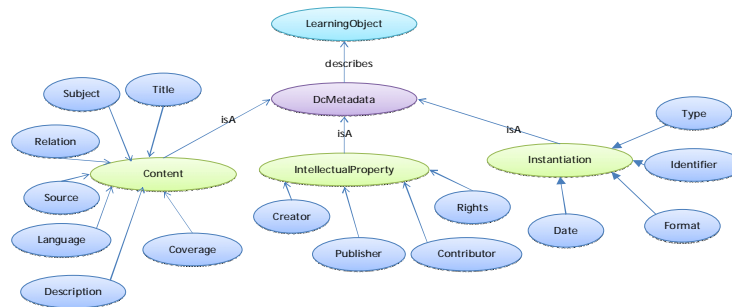 LearningObject
describes
DcMetadata
isA
isA
isA
Subject
Title
Relation
Content
Source
Language
Description
Coverage
IntellectualProperty
Creator
Publisher
Contributor
Rights
Instantiation
Type
Identifier
Format
Date